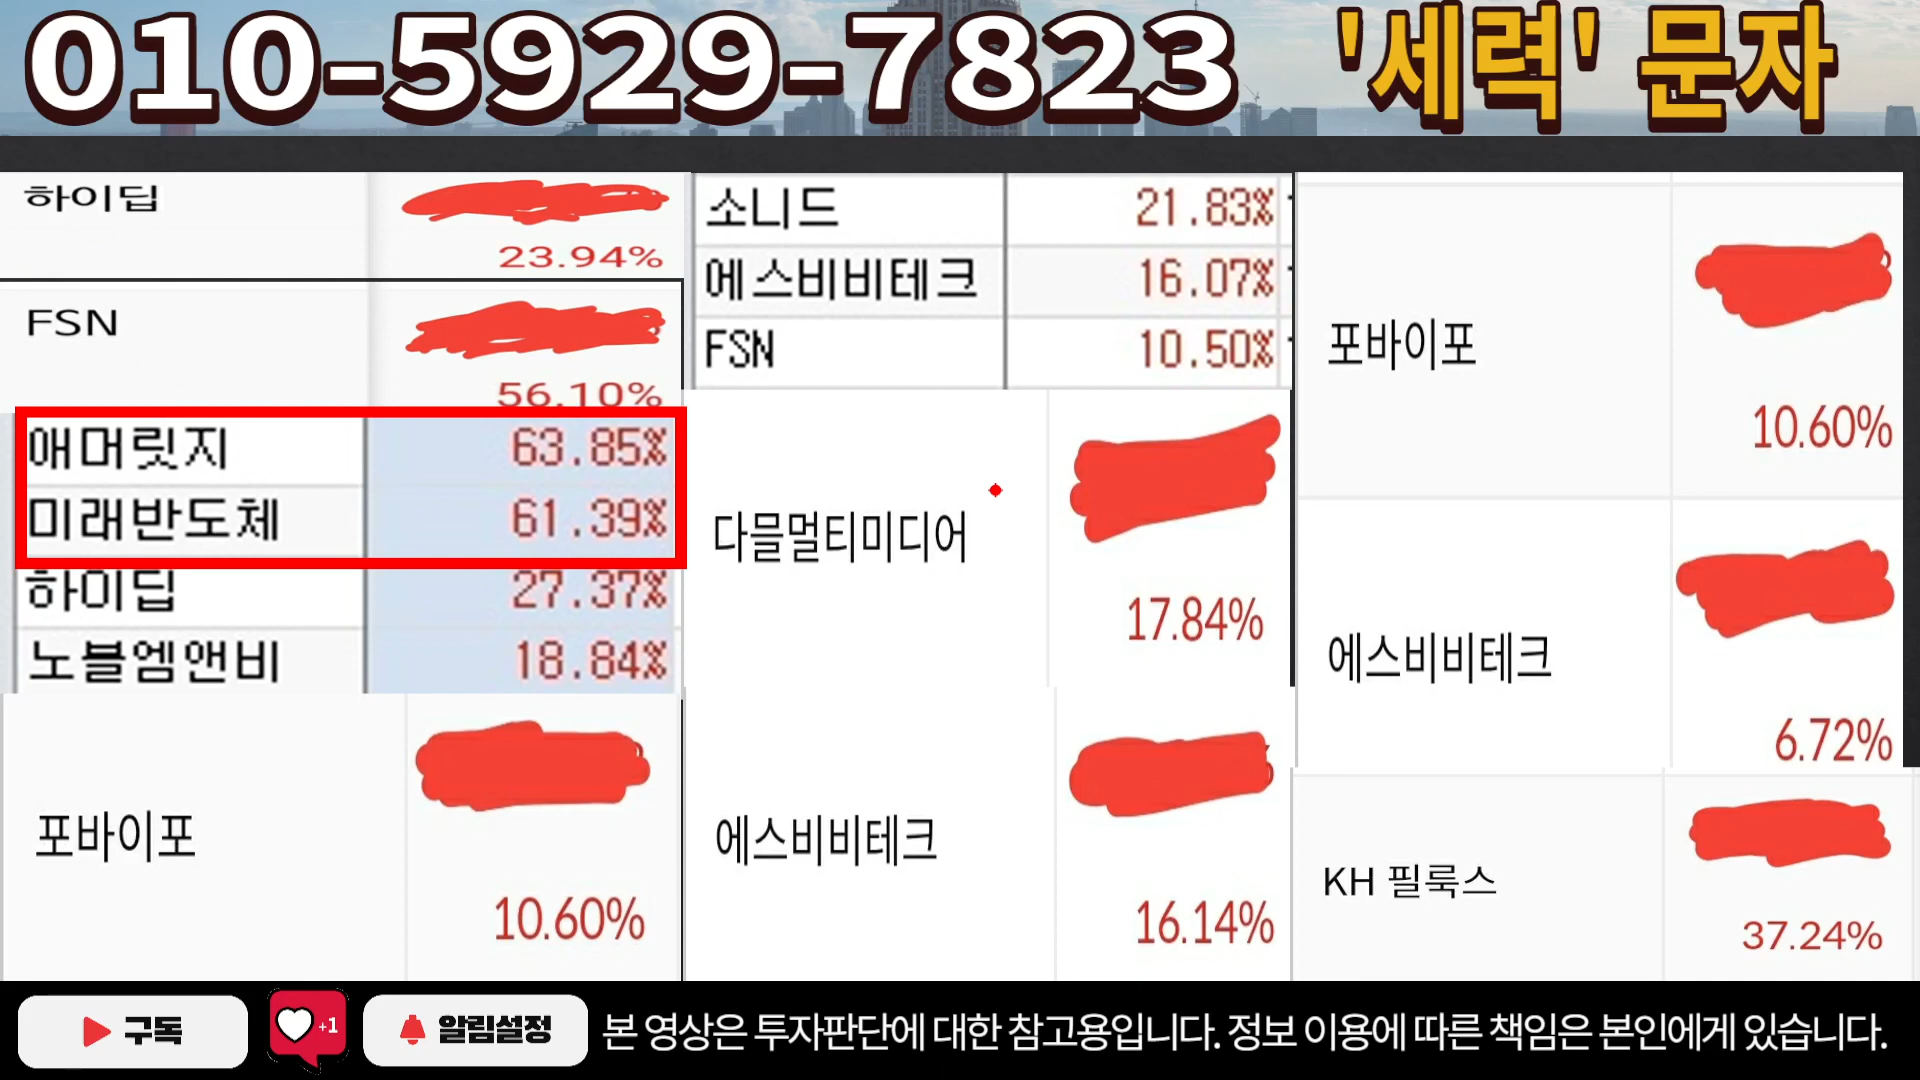 010-5929-7823 '세력' 문자
하이딥
23.94%
FSN
56.10%
애머릿지 63.85%
미래반도체 61.39%
하이딥 27.37%
노블엠앤비 18.84%
포바이포
10.60%
소니드 21.83%
에스비비테크 16.07%
FSN 10.50%
다믈멀티미디어
17.84%
에스비비테크
16.14%
포바이포
10.60%
에스비비테크
6.72%
KH 필룩스
37.24%
구독 +1 알림설정 본 영상은 투자판단에 대한 참고용입니다. 정보 이용에 따른 책임은 본인에게 있습니다.